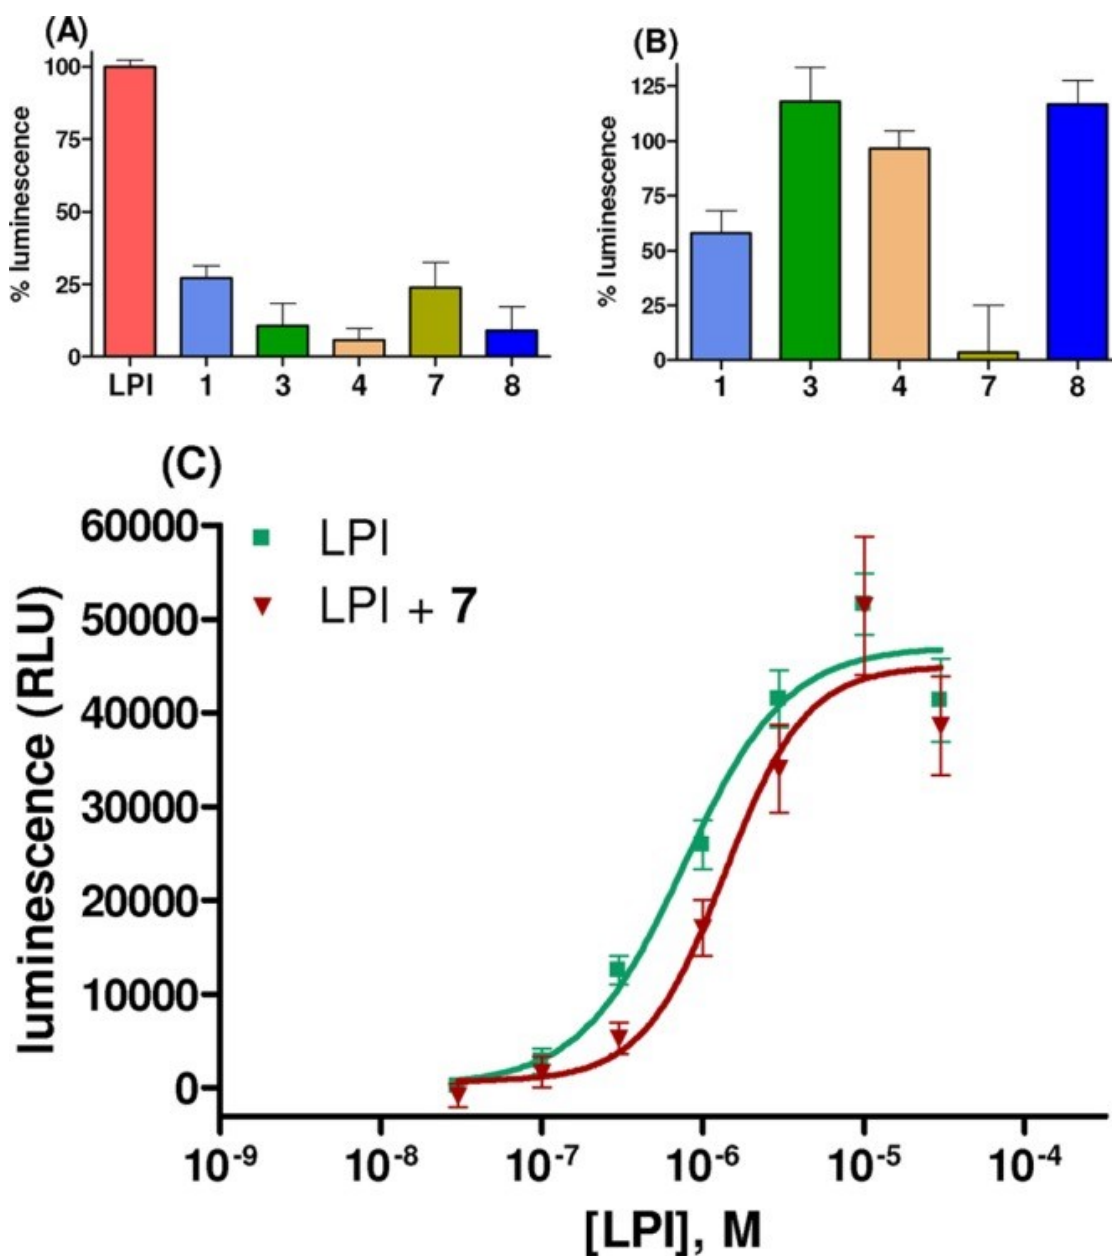 (A)
% luminescence
100
75
50
25
0
LPI 1 3 4 7 8
(B)
% luminescence
125
100
75
50
25
0
1 3 4 7 8
(C)
luminescence (RLU)
60000
50000
40000
30000
20000
10000
0
LPI
LPI + 7
10-9 10-8 10-7 10-6 10-5 10-4
[LPI], M